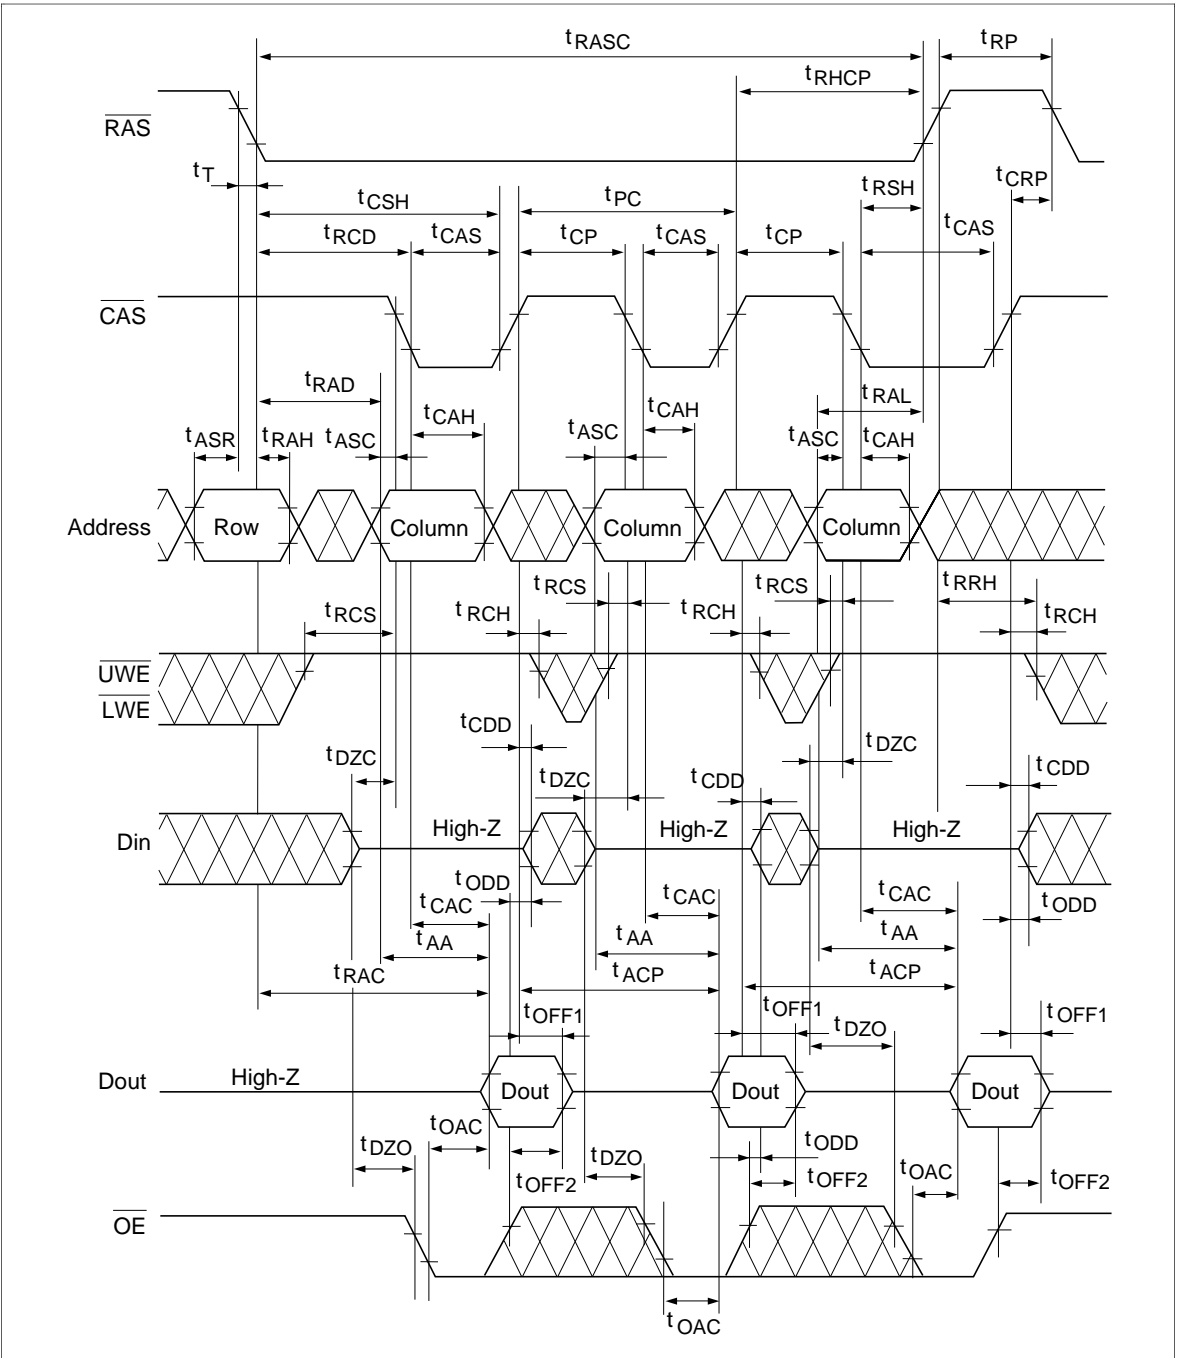 tRASC tRP
tRHCP
RAS
tT tCSH tPC tRSH tCRP
tRCD tCAS tCP tCAS tCP tCAS
CAS
tRAD tRAL
tCAH tCAH
tASR tRAH tASC tASC tASC tCAH
Address Row Column Column Column
tRCS tRCS tRRH
tRCS tRCH tRCH tRCH
UWE
LWE
tCDD tDZC
tDZC tDZC tCDD tCDD
Din High-Z High-Z High-Z
tODD tCAC tCAC tODD
tCAC tAA tAA
tAA tACP tACP
tRAC
tOFF1 tOFF1 tDZO tOFF1
Dout High-Z Dout Dout Dout
tOAC tODD
tDZO tDZO tOAC
tOFF2 tOFF2 tOFF2
OE
tOAC